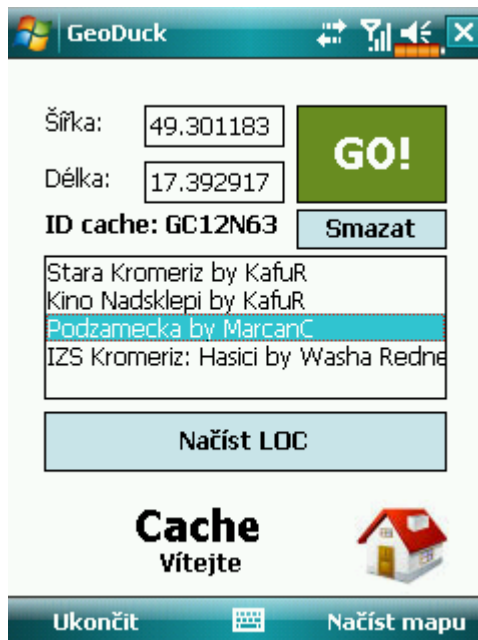 GeoDuck
Šířka:
49.301183
GO!
Délka:
17.392917
ID cache: GC12N63
Smazat
Stara Kromeriz by KafuR
Kino Nadsklepi by KafuR
Podzamecka by MarcanC
IZS Kromeriz: Hasici by Washa Redne
Načíst LOC
Cache
Vítejte
Ukončit
Načíst mapu